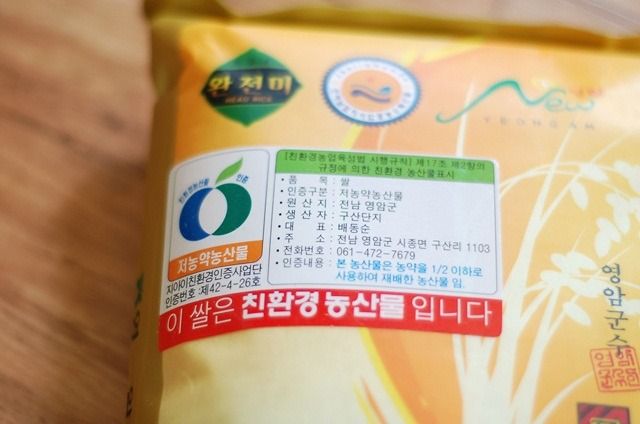 완전미
HEAD RICE
New
YEONGAM
친환경농산물 인증
저농약농산물
지아이친환경인증사업단
인증번호 :제42-4-26호
[친환경농업육성법 시행규칙] 제17조 제2항의
규정에 의한 친환경 농산물표시
• 품 목 : 쌀
• 인증구분 : 저농약농산물
• 원 산 지 : 전남 영암군
• 생 산 자 : 구산단지
• 대 표 : 배동순
• 주 소 : 전남 영암군 시종면 구산리 1103
• 전화번호 : 061-472-7679
• 인증내용 : 본 농산물은 농약을 1/2 이하로
사용하여 재배한 농산물 임.
이 쌀은 친환경 농산물 입니다
영암군수